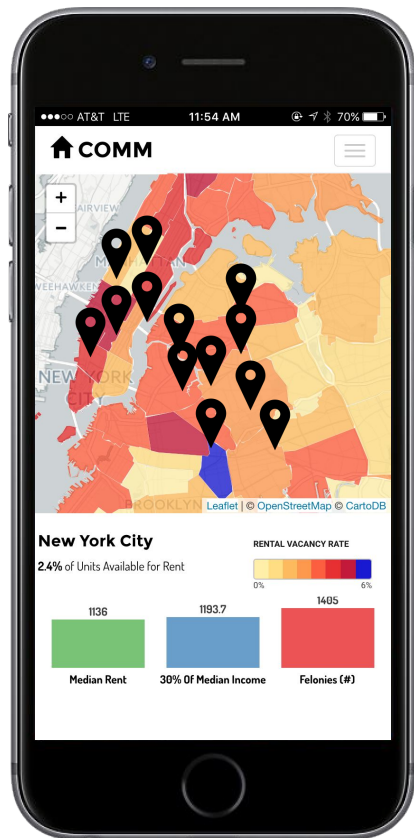 AT&T LTE 11:54 AM 70%
COMM
+
−
AIRVIEW
MANHATTAN
WEEHAWKEN
NEW YORK
CITY
BROOKLYN
Leaflet | © OpenStreetMap © CartoDB
New York City
RENTAL VACANCY RATE
2.4% of Units Available for Rent
0% 6%
1136 1193.7 1405
Median Rent 30% Of Median Income Felonies (#)